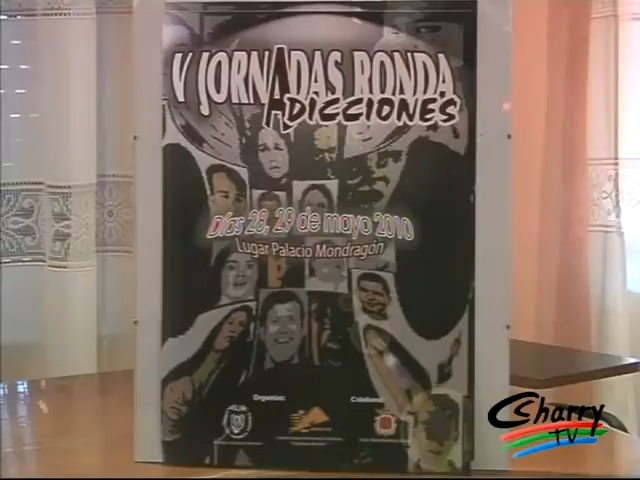 V JORNADAS RONDA
ADICCIONES
Días 28, 29 de mayo 2010
Lugar Palacio Mondragón
Organiza:
Colabora:
Charry
TV